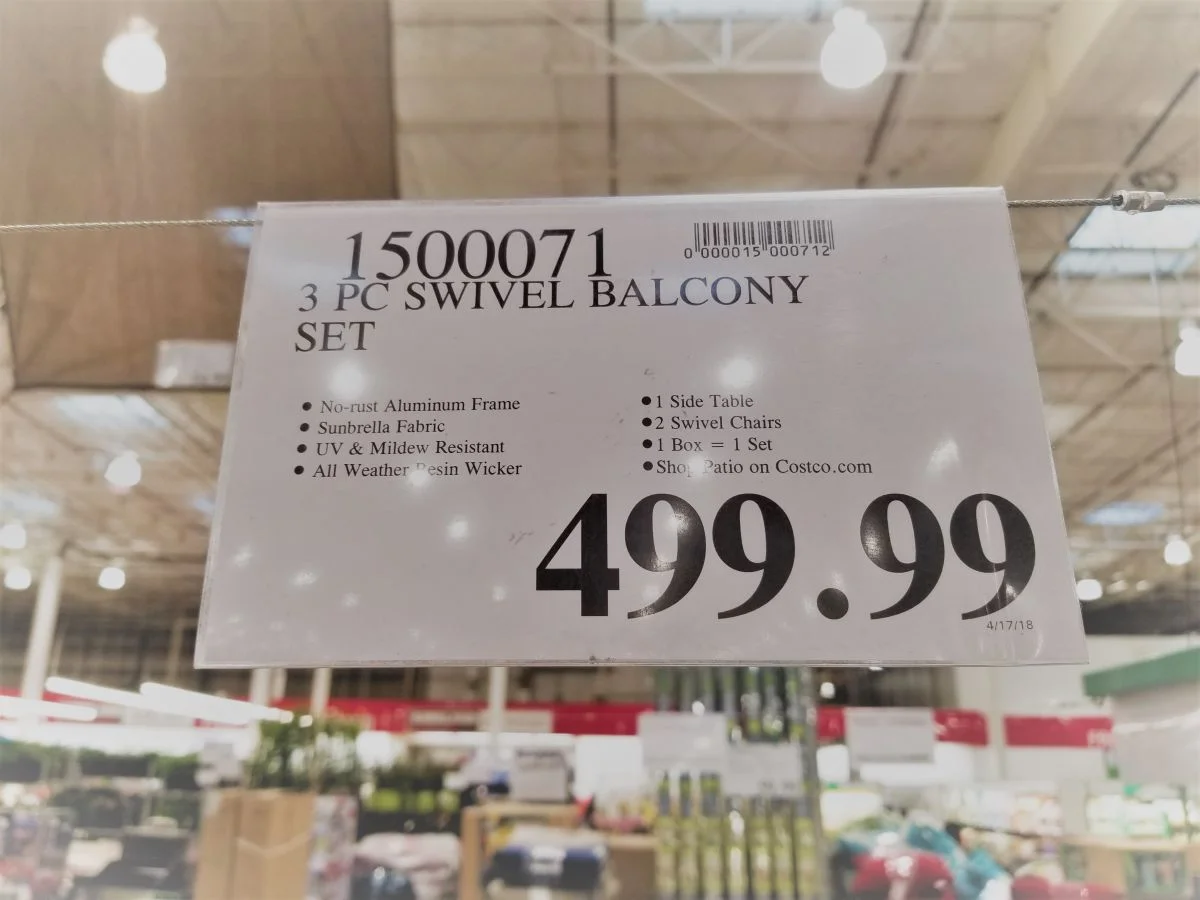 1500071
0 000015 000712
3 PC SWIVEL BALCONY
SET
● No-rust Aluminum Frame
● Sunbrella Fabric
● UV & Mildew Resistant
● All Weather Resin Wicker
● 1 Side Table
● 2 Swivel Chairs
● 1 Box = 1 Set
● Shop Patio on Costco.com
499.99
4/17/18